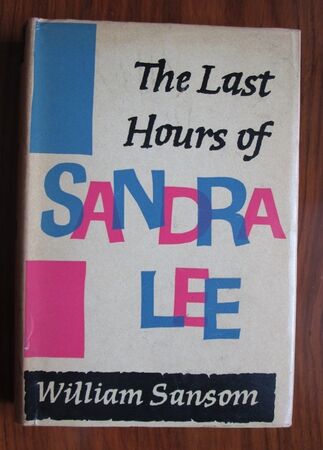 The Last
Hours of
SANDRA
LEE
William Sansom